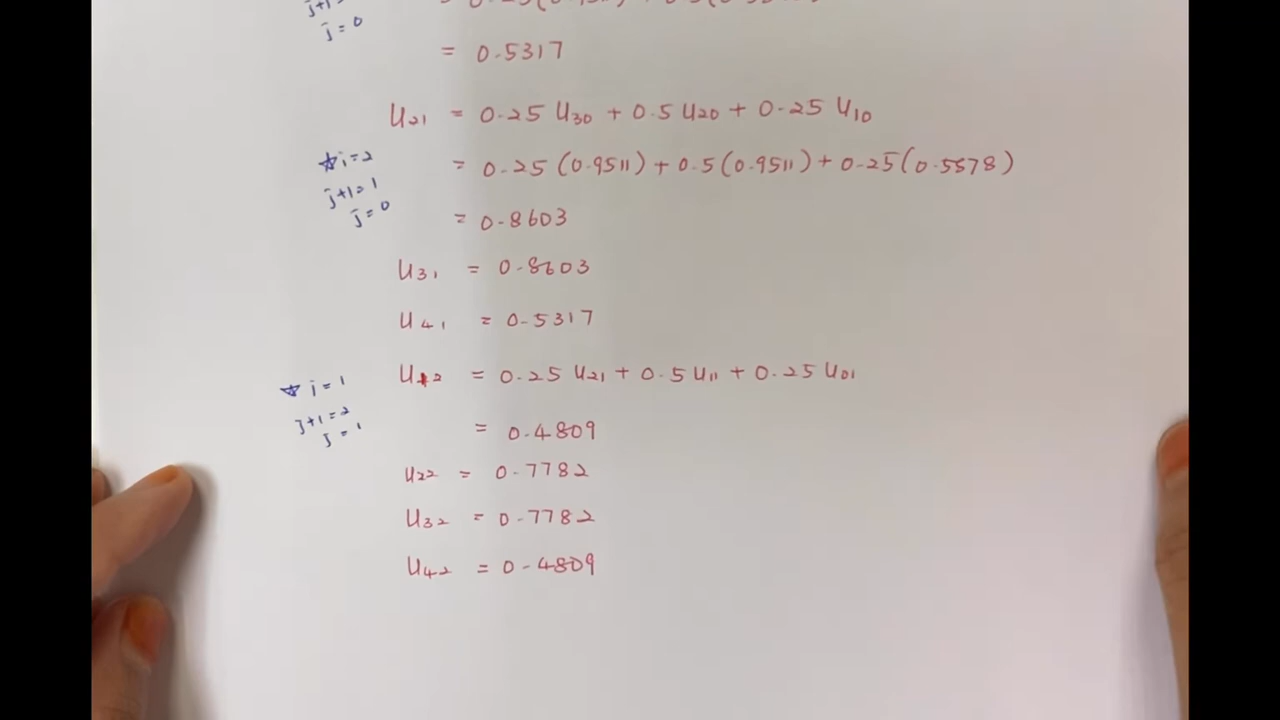 j+1=
j=0
= 0.5317
U21 = 0.25 U30 + 0.5 U20 + 0.25 U10
☆i=2
= 0.25 (0.9511) + 0.5(0.9511) + 0.25(0.5878)
j+1=1
j=0
= 0.8603
U31 = 0.8603
U41 = 0.5317
☆ i=1
U12 = 0.25 U21 + 0.5 U11 + 0.25 U01
j+1=2
j=1
= 0.4809
U22 = 0.7782
U32 = 0.7782
U42 = 0.4809